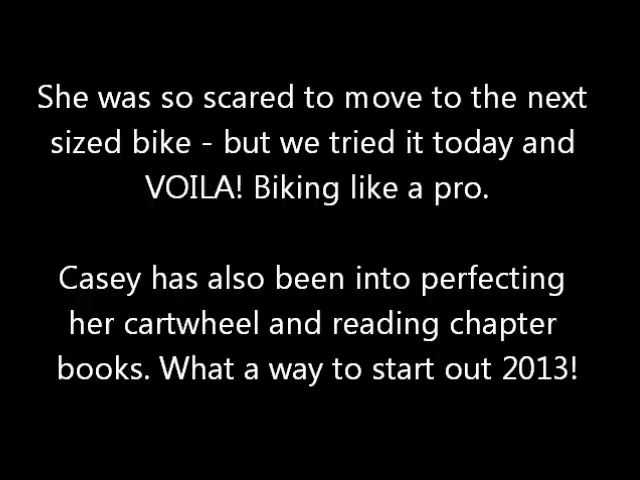 She was so scared to move to the next
sized bike - but we tried it today and
VOILA! Biking like a pro.
Casey has also been into perfecting
her cartwheel and reading chapter
books. What a way to start out 2013!